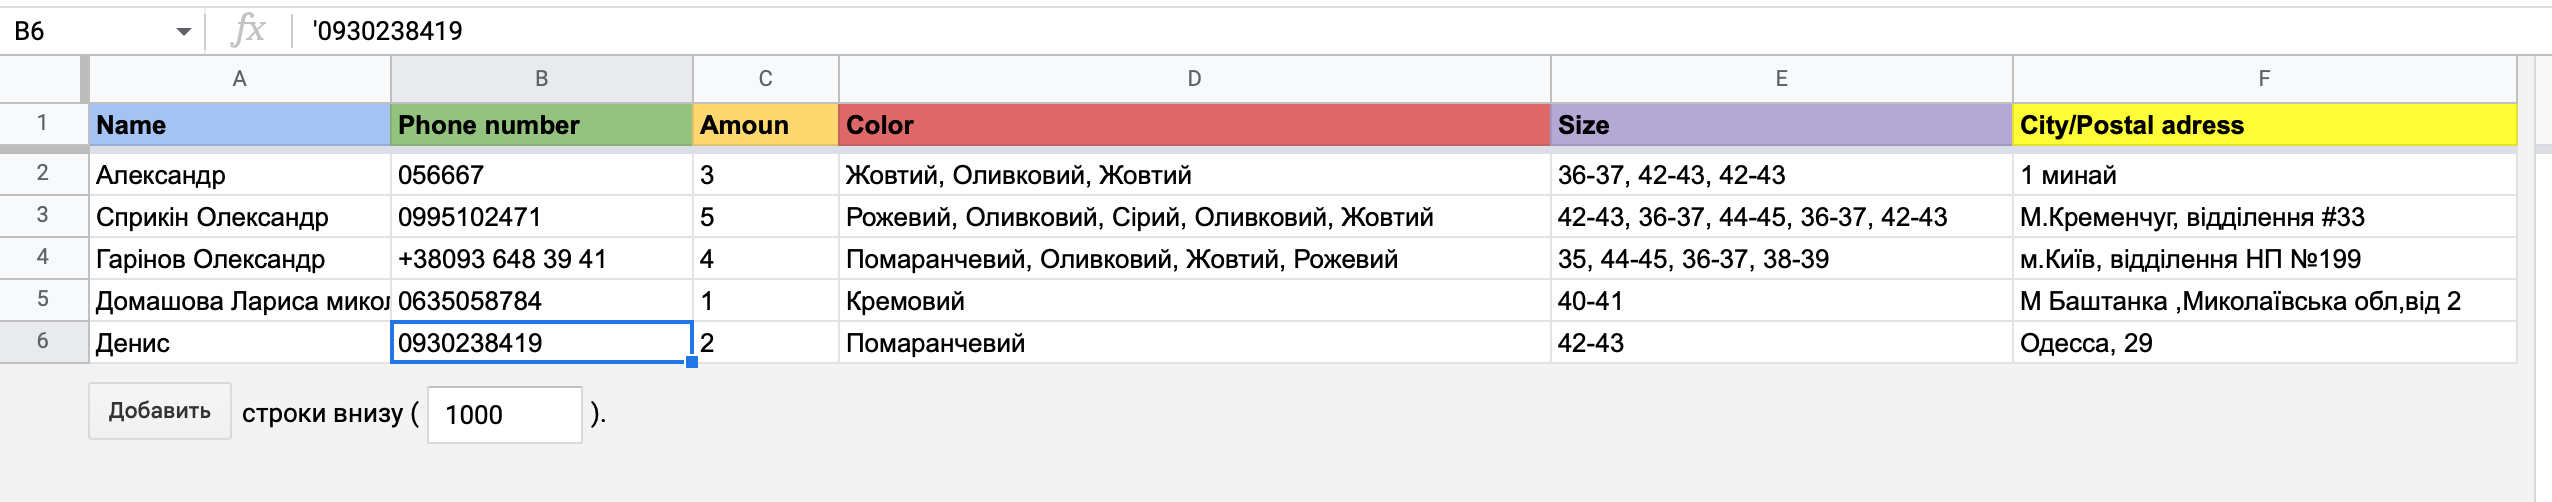 B6 fx '0930238419
A B C D E F
1 Name Phone number Amoun Color Size City/Postal adress
2 Александр 056667 3 Жовтий, Оливковий, Жовтий 36-37, 42-43, 42-43 1 минай
3 Сприкін Олександр 0995102471 5 Рожевий, Оливковий, Сірий, Оливковий, Жовтий 42-43, 36-37, 44-45, 36-37, 42-43 М.Кременчуг, відділення #33
4 Гарінов Олександр +38093 648 39 41 4 Помаранчевий, Оливковий, Жовтий, Рожевий 35, 44-45, 36-37, 38-39 м.Київ, відділення НП №199
5 Домашова Лариса микол 0635058784 1 Кремовий 40-41 М Баштанка ,Миколаївська обл,від 2
6 Денис 0930238419 2 Помаранчевий 42-43 Одесса, 29
Добавить строки внизу ( 1000 ).